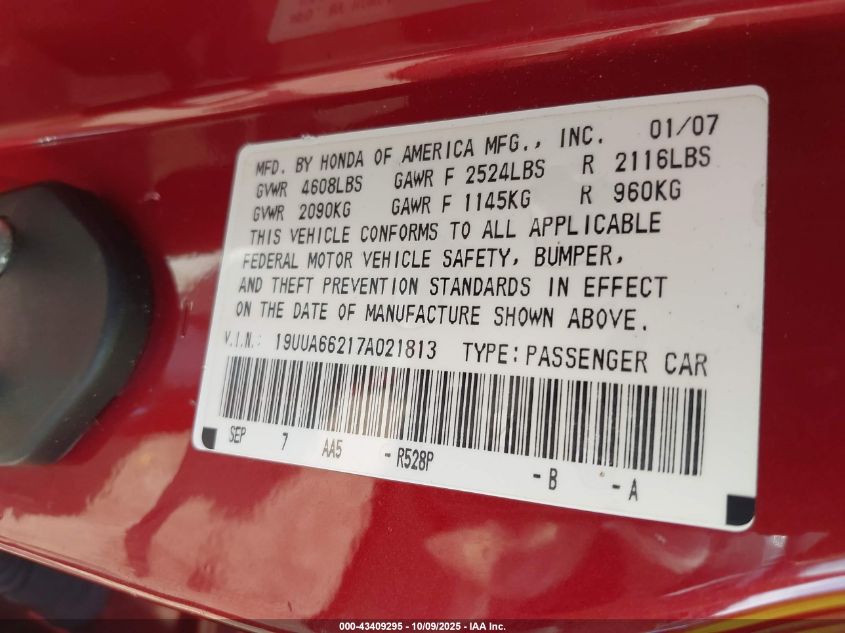 MFD. BY HONDA OF AMERICA MFG., INC. 01/07
GVWR 4608LBS GAWR F 2524LBS R 2116LBS
GVWR 2090KG GAWR F 1145KG R 960KG
THIS VEHICLE CONFORMS TO ALL APPLICABLE
FEDERAL MOTOR VEHICLE SAFETY, BUMPER,
AND THEFT PREVENTION STANDARDS IN EFFECT
ON THE DATE OF MANUFACTURE SHOWN ABOVE.
V.I.N.: 19UUA66217A021813 TYPE:PASSENGER CAR
SEP 7 AA5 - R528P - B - A
000-43409295 - 10/09/2025 - IAA Inc.